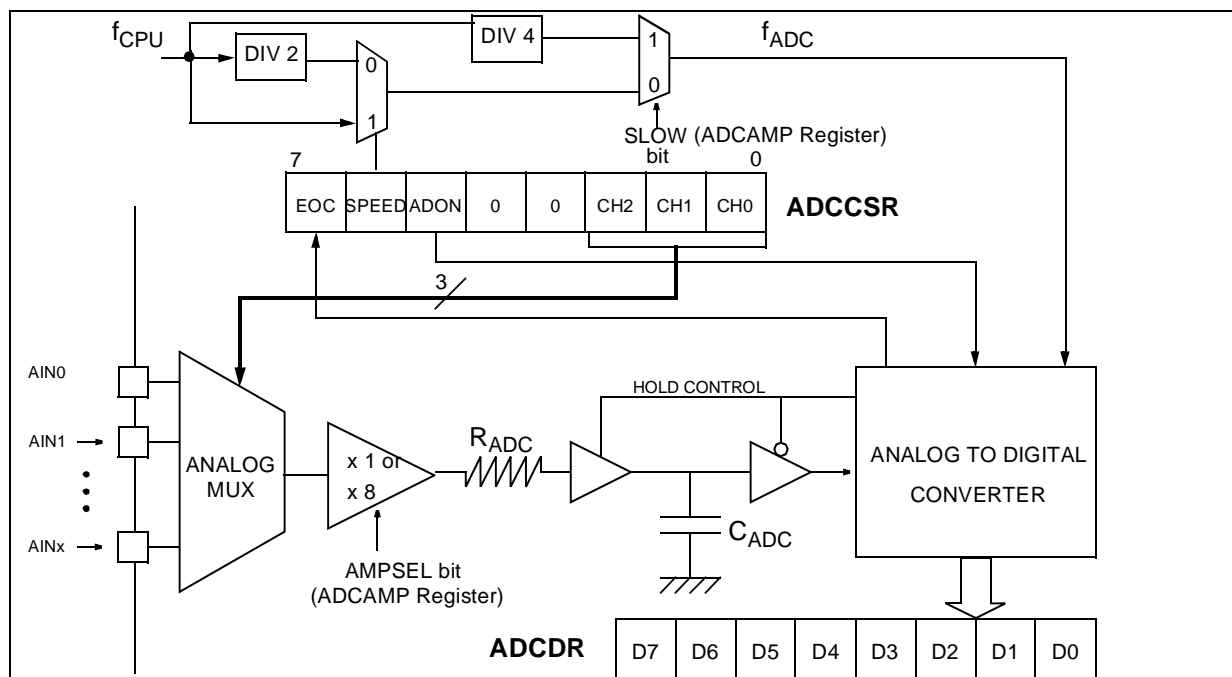 fCPU
DIV 2
DIV 4
0
1
1
0
fADC
SLOW (ADCAMP Register)
bit
7
0
EOC
SPEED
ADON
0
0
CH2
CH1
CH0
ADCCSR
3
AIN0
AIN1
AINx
ANALOG
MUX
x 1 or
x 8
AMPSEL bit
(ADCAMP Register)
RADC
HOLD CONTROL
CADC
ANALOG TO DIGITAL
CONVERTER
ADCDR
D7
D6
D5
D4
D3
D2
D1
D0